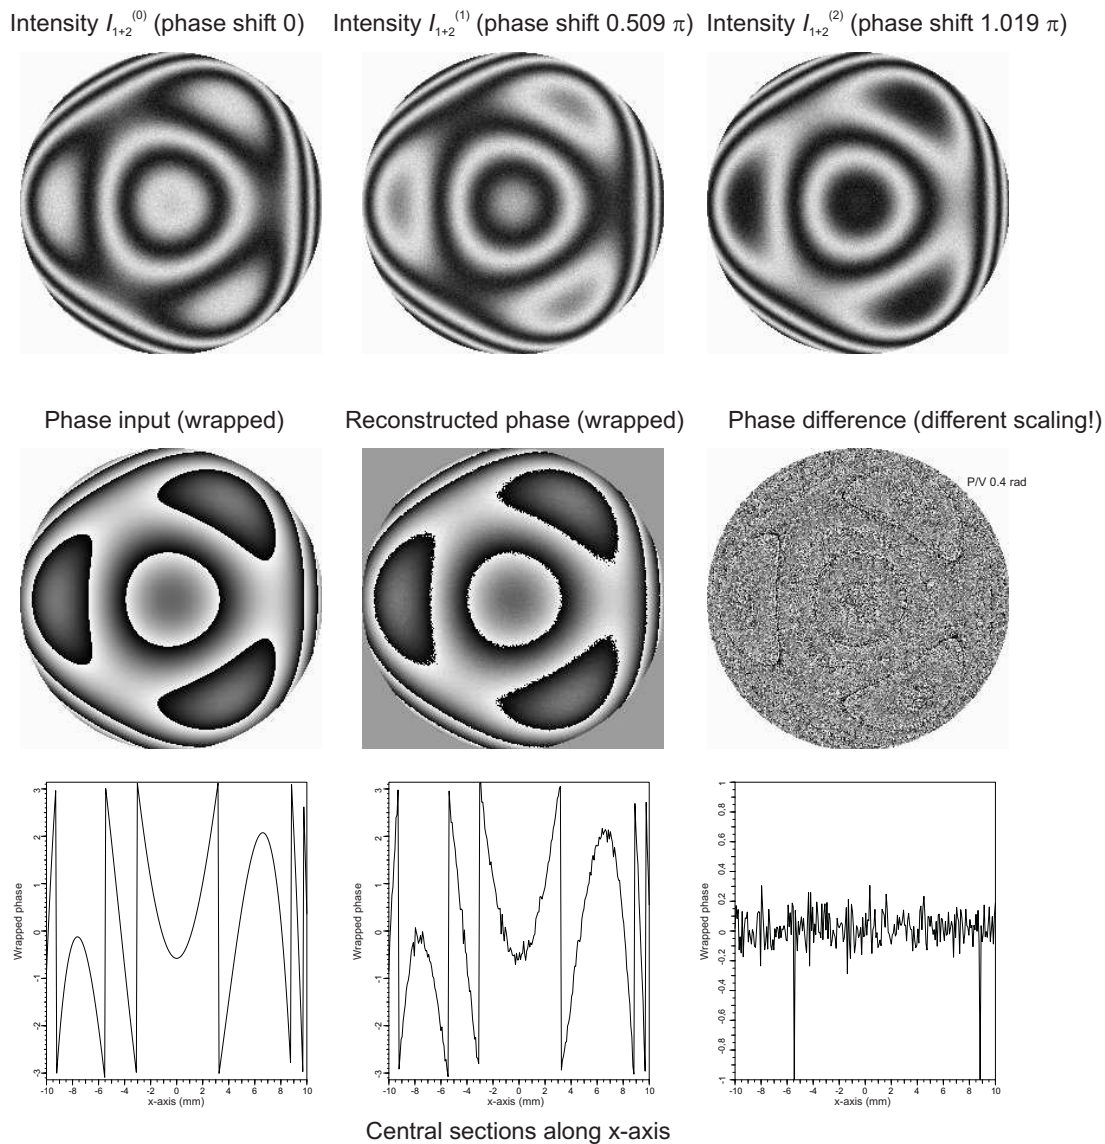 Intensity I₁₊₂⁽⁰⁾ (phase shift 0)
Intensity I₁₊₂⁽¹⁾ (phase shift 0.509 π)
Intensity I₁₊₂⁽²⁾ (phase shift 1.019 π)
Phase input (wrapped)
Reconstructed phase (wrapped)
Phase difference (different scaling!)
P/V 0.4 rad
Wrapped phase
3
2
1
0
-1
-2
-3
-10 -8 -6 -4 -2 0 2 4 6 8 10
x-axis (mm)
Wrapped phase
3
2
1
0
-1
-2
-3
-10 -8 -6 -4 -2 0 2 4 6 8 10
x-axis (mm)
Wrapped phase
1
0.8
0.6
0.4
0.2
0
-0.2
-0.4
-0.6
-0.8
-1
-10 -8 -6 -4 -2 0 2 4 6 8 10
x-axis (mm)
Central sections along x-axis